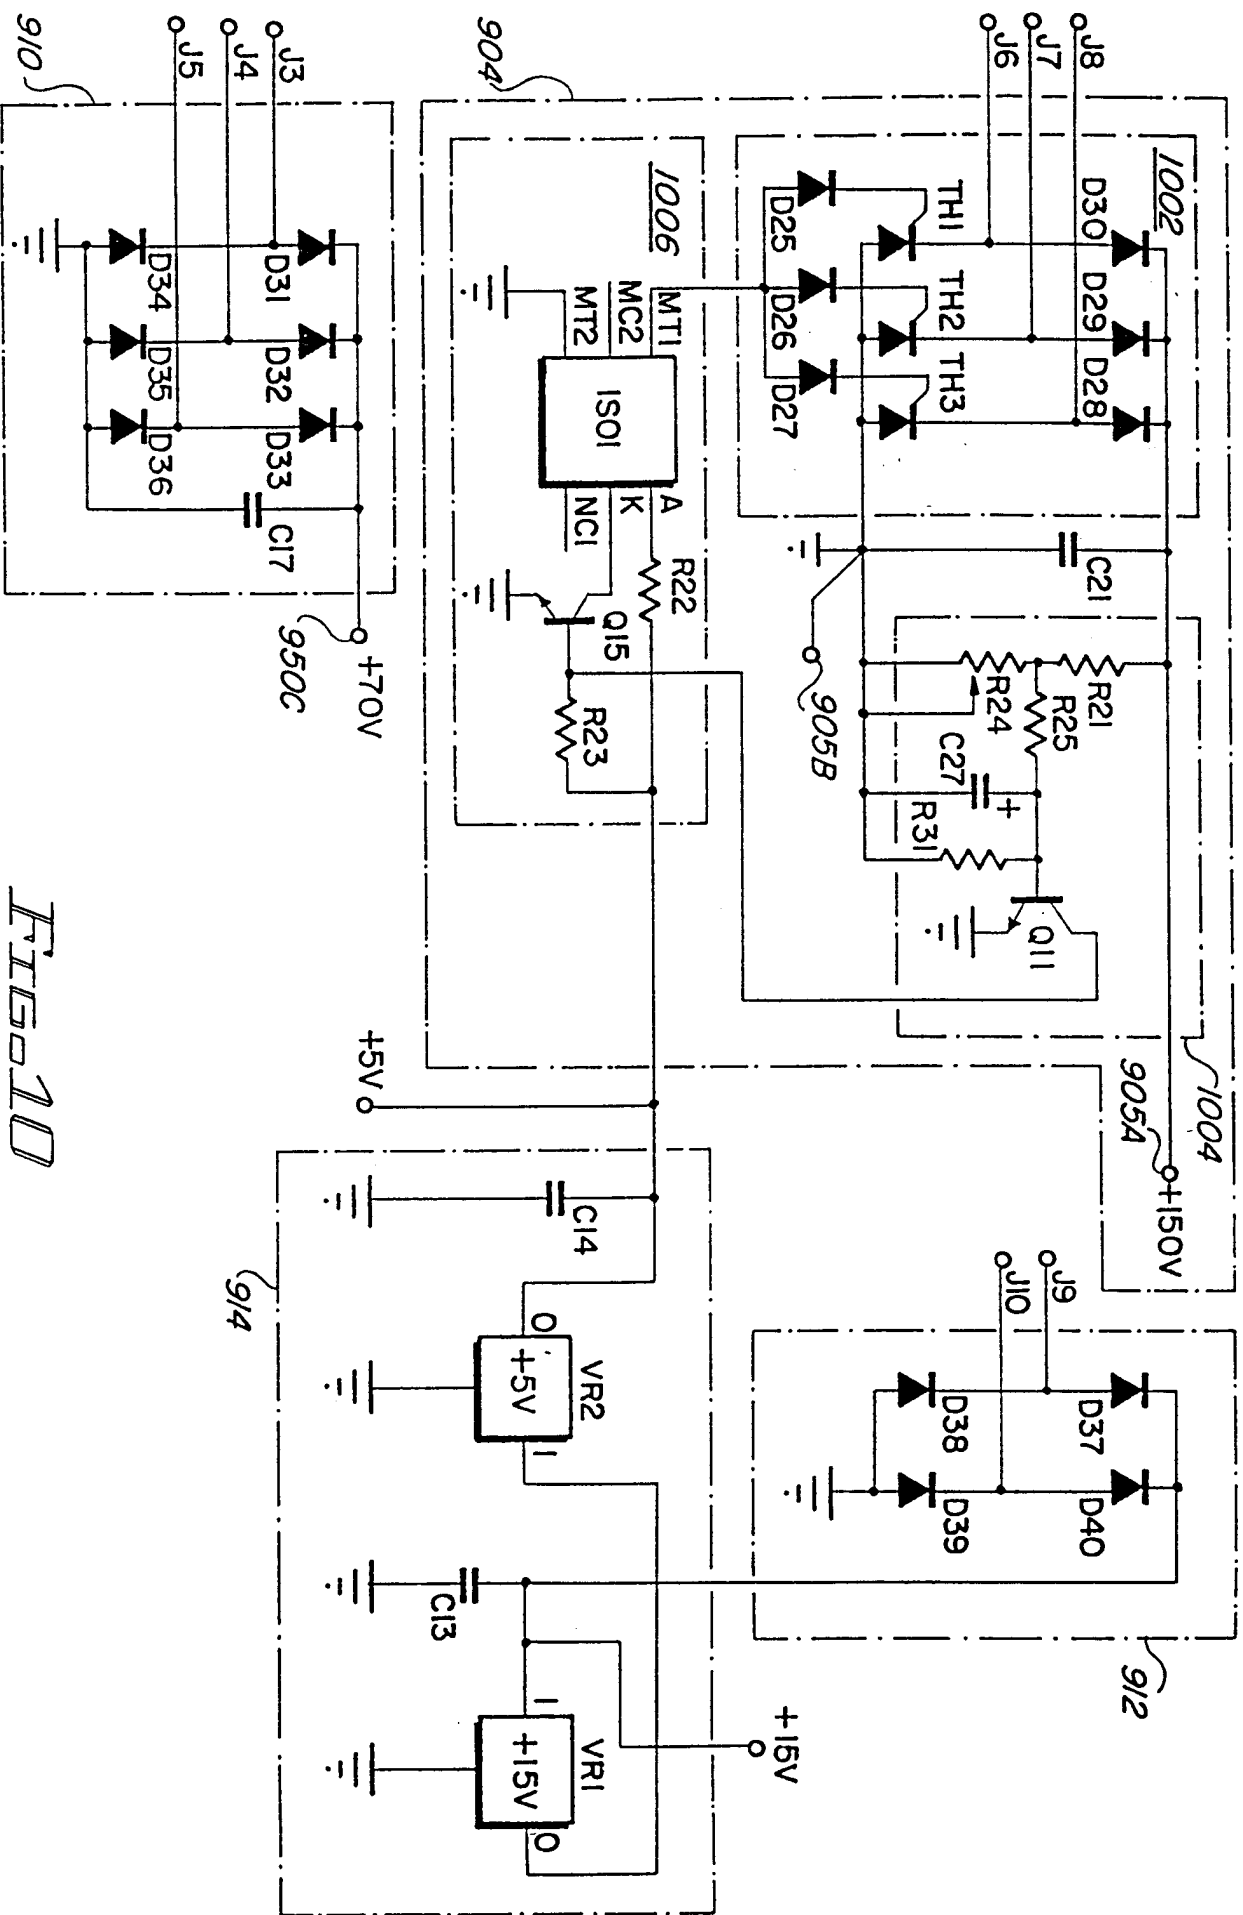 J8
J7
J6
904
1002
D30
D29
D28
TH1
TH2
TH3
D25
D26
D27
1006
MT1
MC2
MT2
ISO1
A
K
NC1
R22
Q15
R23
C21
905B
R21
R24
R25
C27
+
R31
Q11
1004
905A
+150V
J3
J4
J5
910
D31
D32
D33
D34
D35
D36
C17
950C
+70V
+5V
J9
J10
D37
D40
D38
D39
912
C14
914
VR2
+5V
O
I
C13
+15V
VR1
+15V
I
O
FIG-10